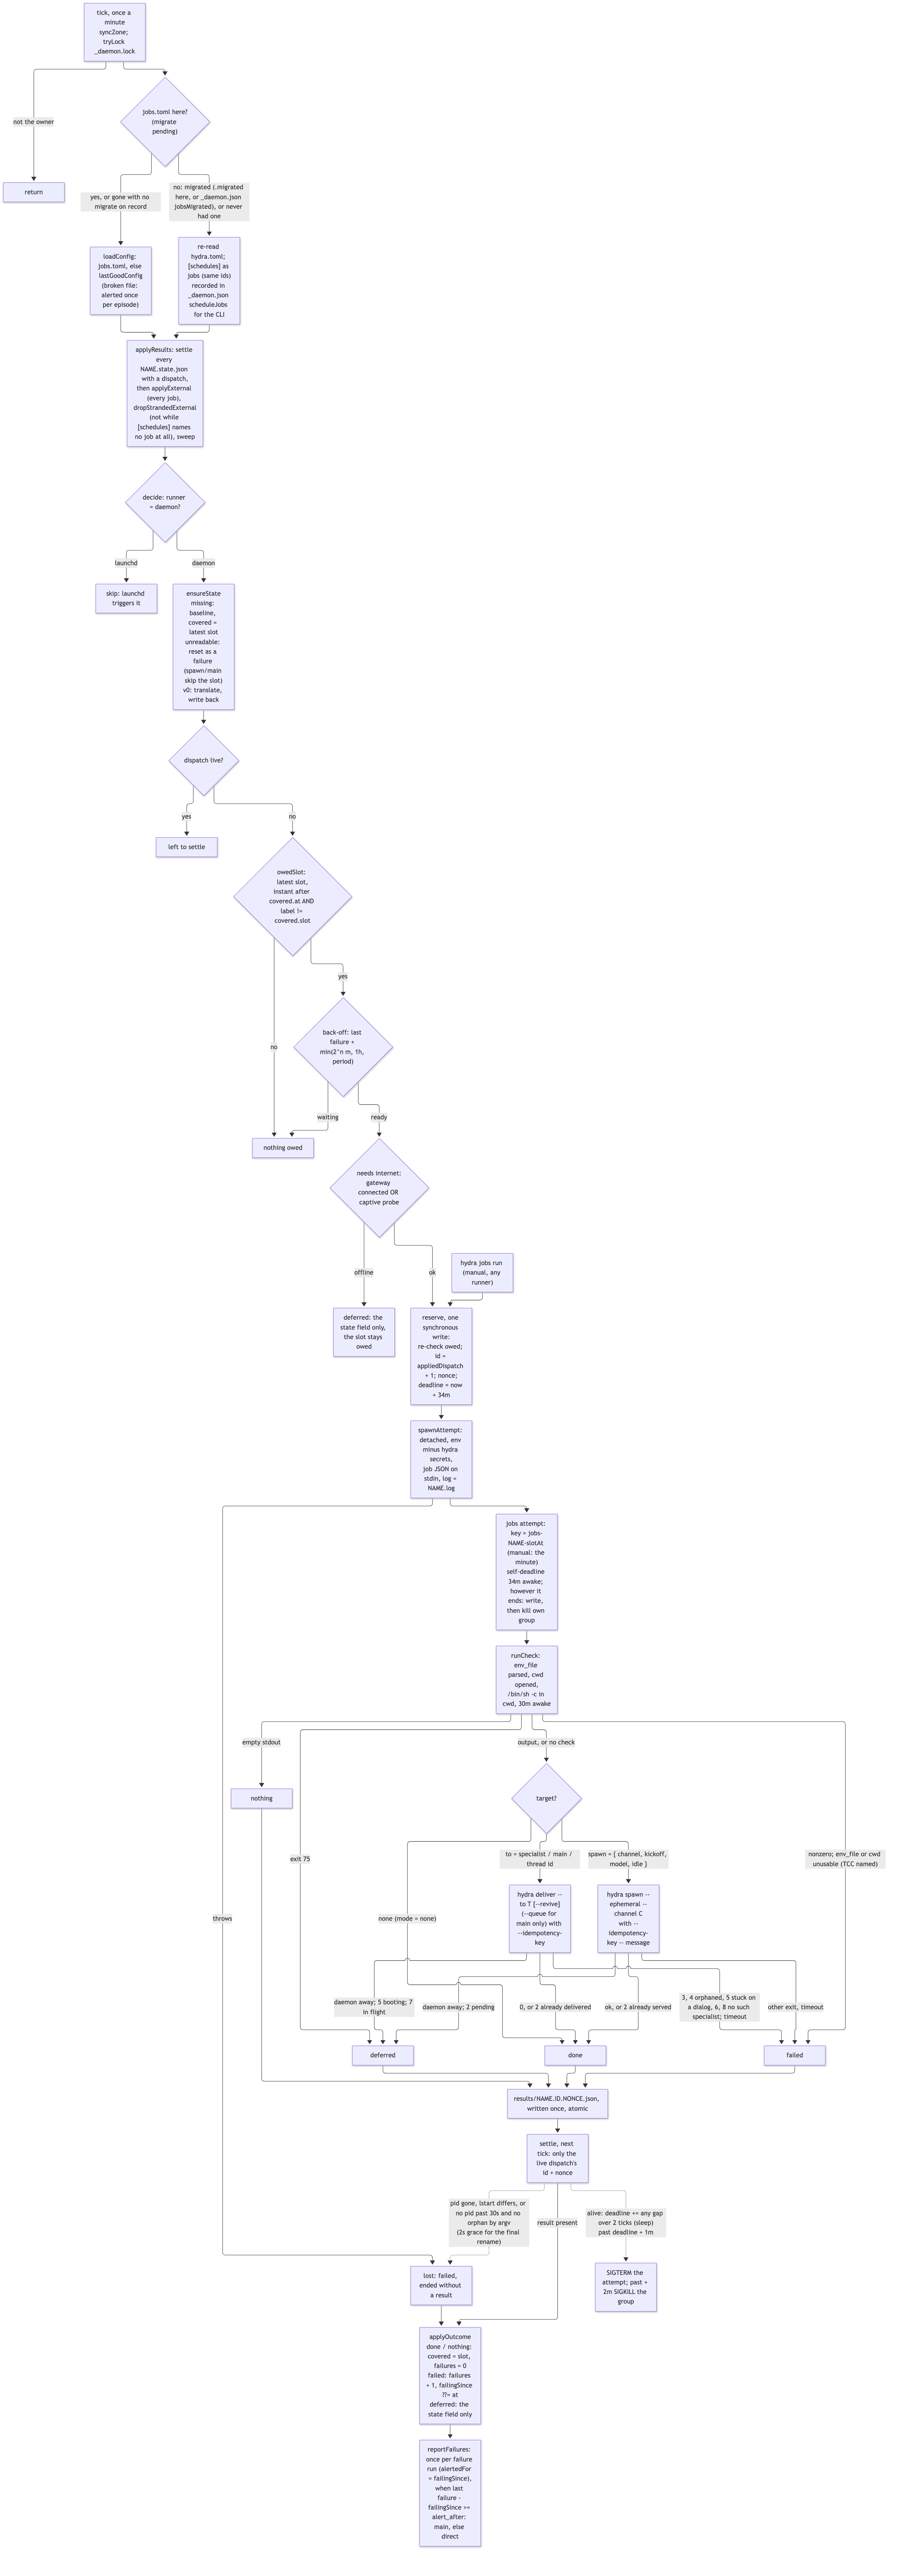 tick, once a
minute
syncZone;
tryLock
_daemon.lock
not the owner
return
jobs.toml here?
(migrate
pending)
yes, or gone with no
migrate on record
no: migrated (.migrated
here, or _daemon.json
jobsMigrated), or never
had one
loadConfig:
jobs.toml, else
lastGoodConfig
(broken file:
alerted once
per episode)
re-read
hydra.toml;
[schedules] as
jobs (same ids)
recorded in
_daemon.json
scheduleJobs
for the CLI
applyResults: settle
every
NAME.state.json
with a dispatch,
then applyExternal
(every job),
dropStrandedExternal
(not while
[schedules] names
no job at all), sweep
decide: runner
= daemon?
launchd
daemon
skip: launchd
triggers it
ensureState
missing:
baseline,
covered =
latest slot
unreadable:
reset as a
failure
(spawn/main
skip the slot)
v0: translate,
write back
dispatch live?
yes
no
left to settle
owedSlot:
latest slot,
instant after
covered.at AND
label !=
covered.slot
yes
no
back-off: last
failure +
min(2^n m, 1h,
period)
waiting
ready
nothing owed
needs internet:
gateway
connected OR
captive probe
offline
ok
hydra jobs run
(manual, any
runner)
deferred: the
state field only,
the slot stays
owed
reserve, one
synchronous
write:
re-check owed;
id =
appliedDispatch
+ 1; nonce;
deadline = now
+ 34m
spawnAttempt:
detached, env
minus hydra
secrets,
job JSON on
stdin, log =
NAME.log
throws
jobs attempt:
key = jobs-
NAME-slotAt
(manual: the
minute)
self-deadline
34m awake;
however it
ends: write,
then kill own
group
runCheck:
env_file
parsed, cwd
opened,
/bin/sh -c in
cwd, 30m awake
empty stdout
output, or no check
nothing
target?
exit 75
to = specialist / main /
thread id
spawn = { channel, kickoff,
model, idle }
nonzero; env_file or cwd
unusable (TCC named)
none (mode = none)
hydra deliver --
to T [--revive]
(--queue for
main only) with
--idempotency-
key
hydra spawn --
ephemeral --
channel C
with --
idempotency-
key -- message
daemon away; 5 booting; 7
in flight
daemon away; 2 pending
0, or 2 already delivered
ok, or 2 already served
3, 4 orphaned, 5 stuck on
a dialog, 6, 8 no such
specialist; timeout
other exit, timeout
deferred
done
failed
results/NAME.ID.NONCE.json,
written once, atomic
settle, next
tick: only the
live dispatch's
id + nonce
pid gone, lstart differs, or
no pid past 30s and no
orphan by argv
(2s grace for the final
rename)
result present
alive: deadline += any gap
over 2 ticks (sleep)
past deadline + 1m
lost: failed,
ended without
a result
SIGTERM the
attempt; past +
2m SIGKILL the
group
applyOutcome
done / nothing:
covered = slot,
failures = 0
failed: failures
+ 1, failingSince
??= at
deferred: the
state field only
reportFailures:
once per failure
run (alertedFor
= failingSince),
when last
failure -
failingSince >=
alert_after:
main, else
direct